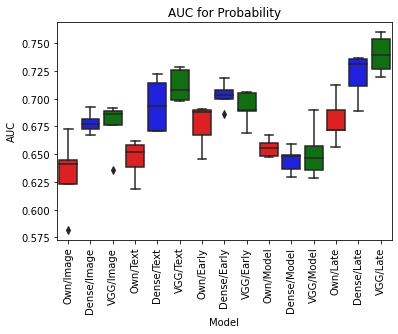 AUC for Probability
AUC
0.750
0.725
0.700
0.675
0.650
0.625
0.600
0.575
Own/Image
Dense/Image
VGG/Image
Own/Text
Dense/Text
VGG/Text
Own/Early
Dense/Early
VGG/Early
Own/Model
Dense/Model
VGG/Model
Own/Late
Dense/Late
VGG/Late
Model